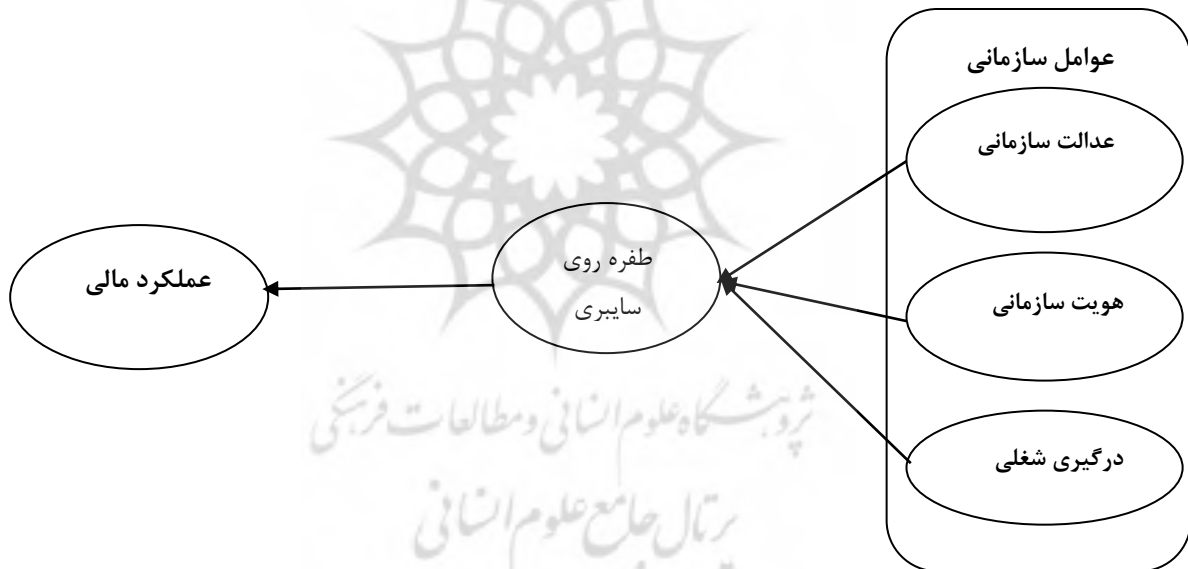 عوامل سازمانی
عدالت سازمانی
هویت سازمانی
درگیری شغلی
طفره روی
سایبری
عملکرد مالی
پژوهشگاه علوم انسانی و مطالعات فرهنگی
پرتال جامع علوم انسانی